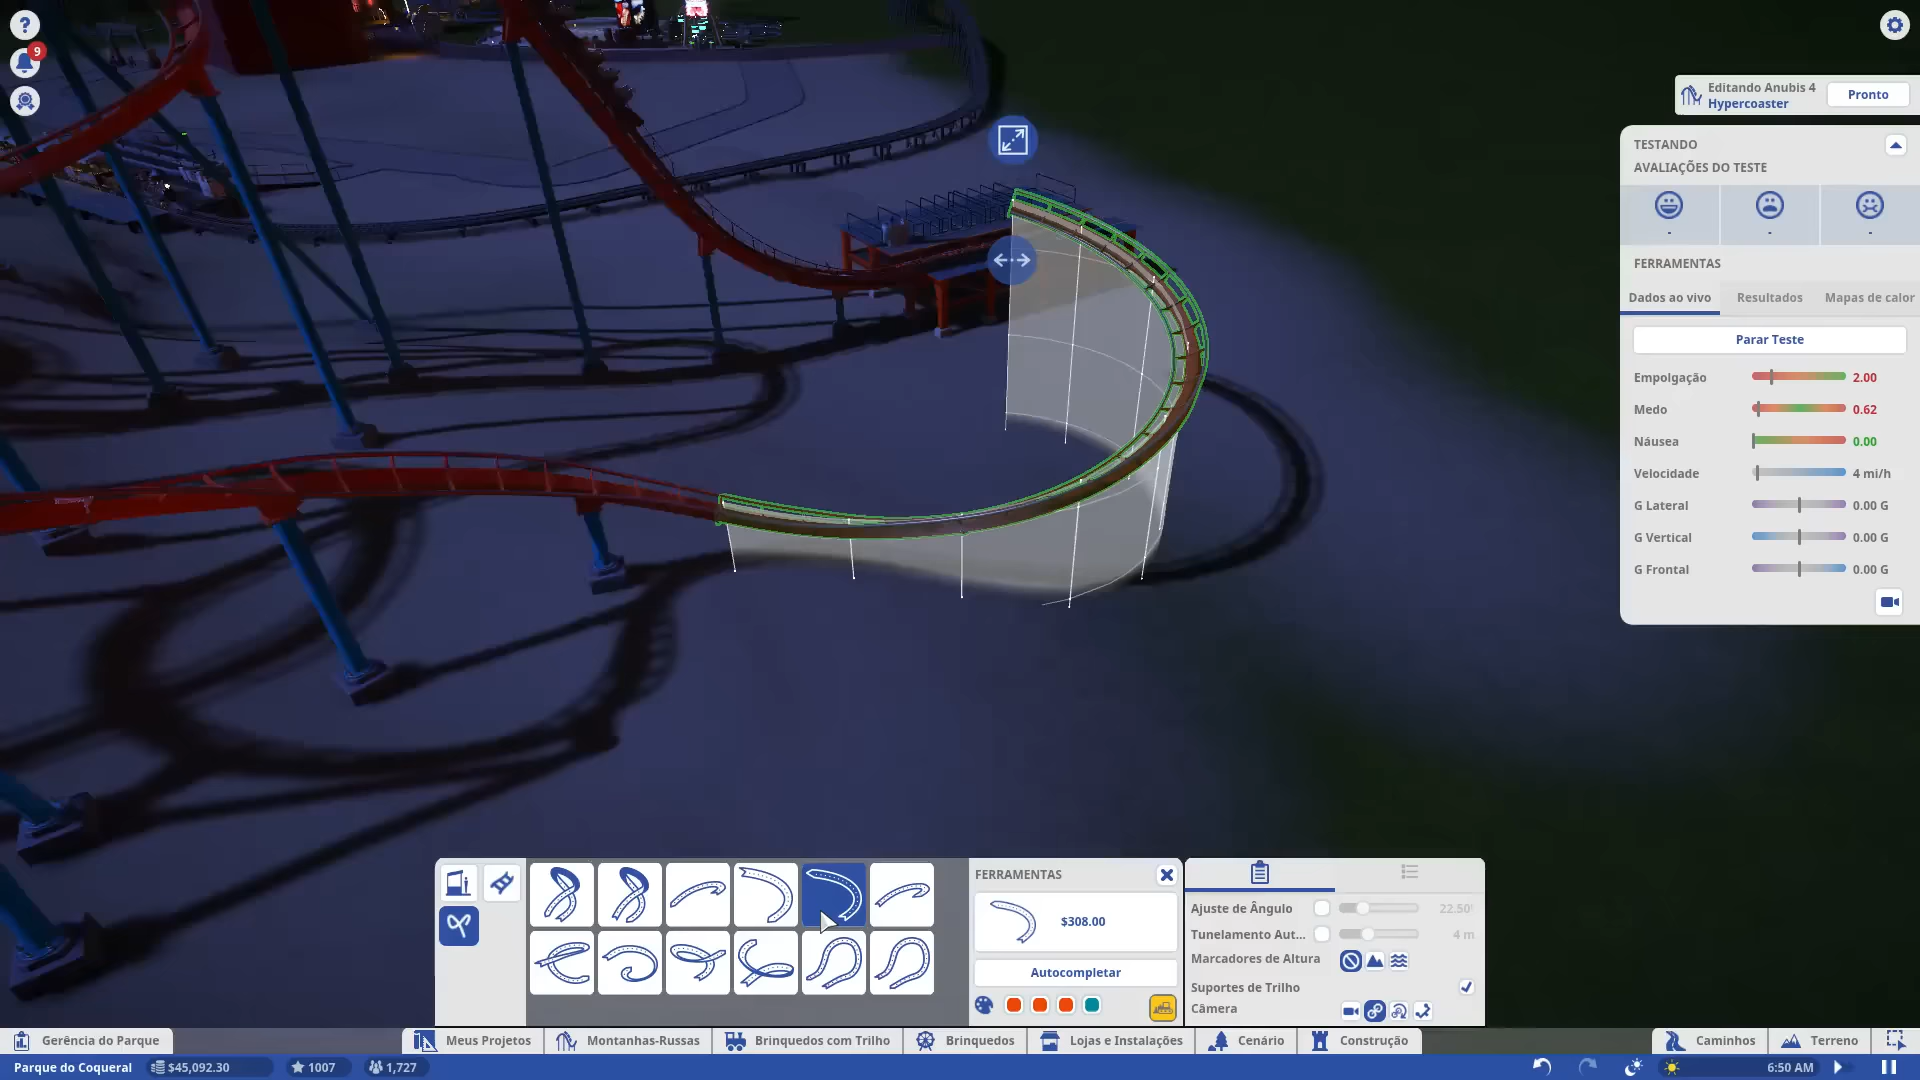 ?
9
Editando Anubis 4
Hypercoaster
Pronto
TESTANDO
AVALIAÇÕES DO TESTE
- - -
FERRAMENTAS
Dados ao vivo Resultados Mapas de calor
Parar Teste
Empolgação 2.00
Medo 0.62
Náusea 0.00
Velocidade 4 mi/h
G Lateral 0.00 G
G Vertical 0.00 G
G Frontal 0.00 G
FERRAMENTAS
$308.00
Autocompletar
Ajuste de Ângulo 22.50°
Tunelamento Aut... 4 m
Marcadores de Altura
Suportes de Trilho
Câmera
Gerência do Parque Meus Projetos Montanhas-Russas Brinquedos com Trilho Brinquedos Lojas e Instalações Cenário Construção Caminhos Terreno
Parque do Coqueral $45,092.30 1007 1,727 6:50 AM